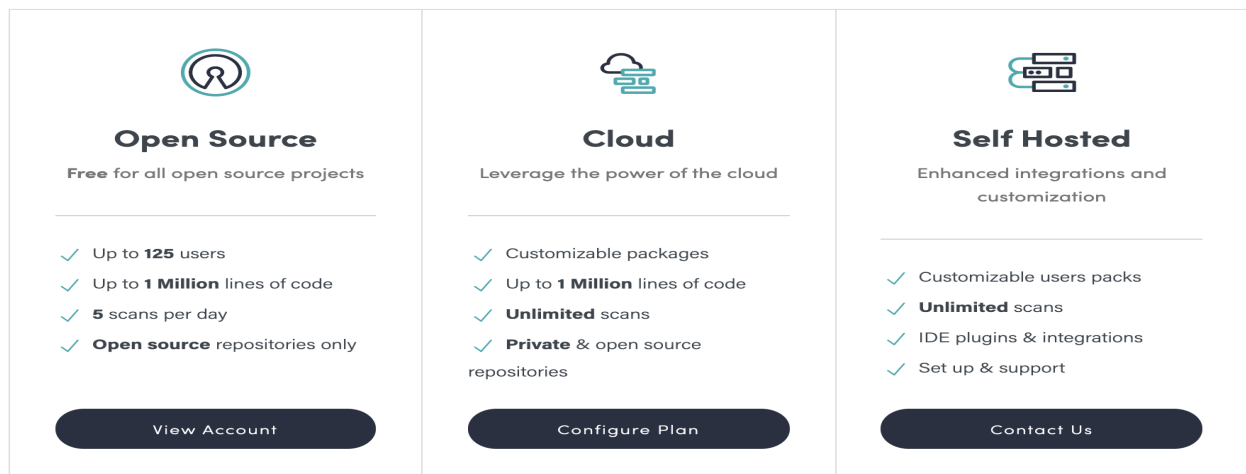 Open Source
Free for all open source projects
Up to 125 users
Up to 1 Million lines of code
5 scans per day
Open source repositories only
View Account
Cloud
Leverage the power of the cloud
Customizable packages
Up to 1 Million lines of code
Unlimited scans
Private & open source
repositories
Configure Plan
Self Hosted
Enhanced integrations and
customization
Customizable users packs
Unlimited scans
IDE plugins & integrations
Set up & support
Contact Us